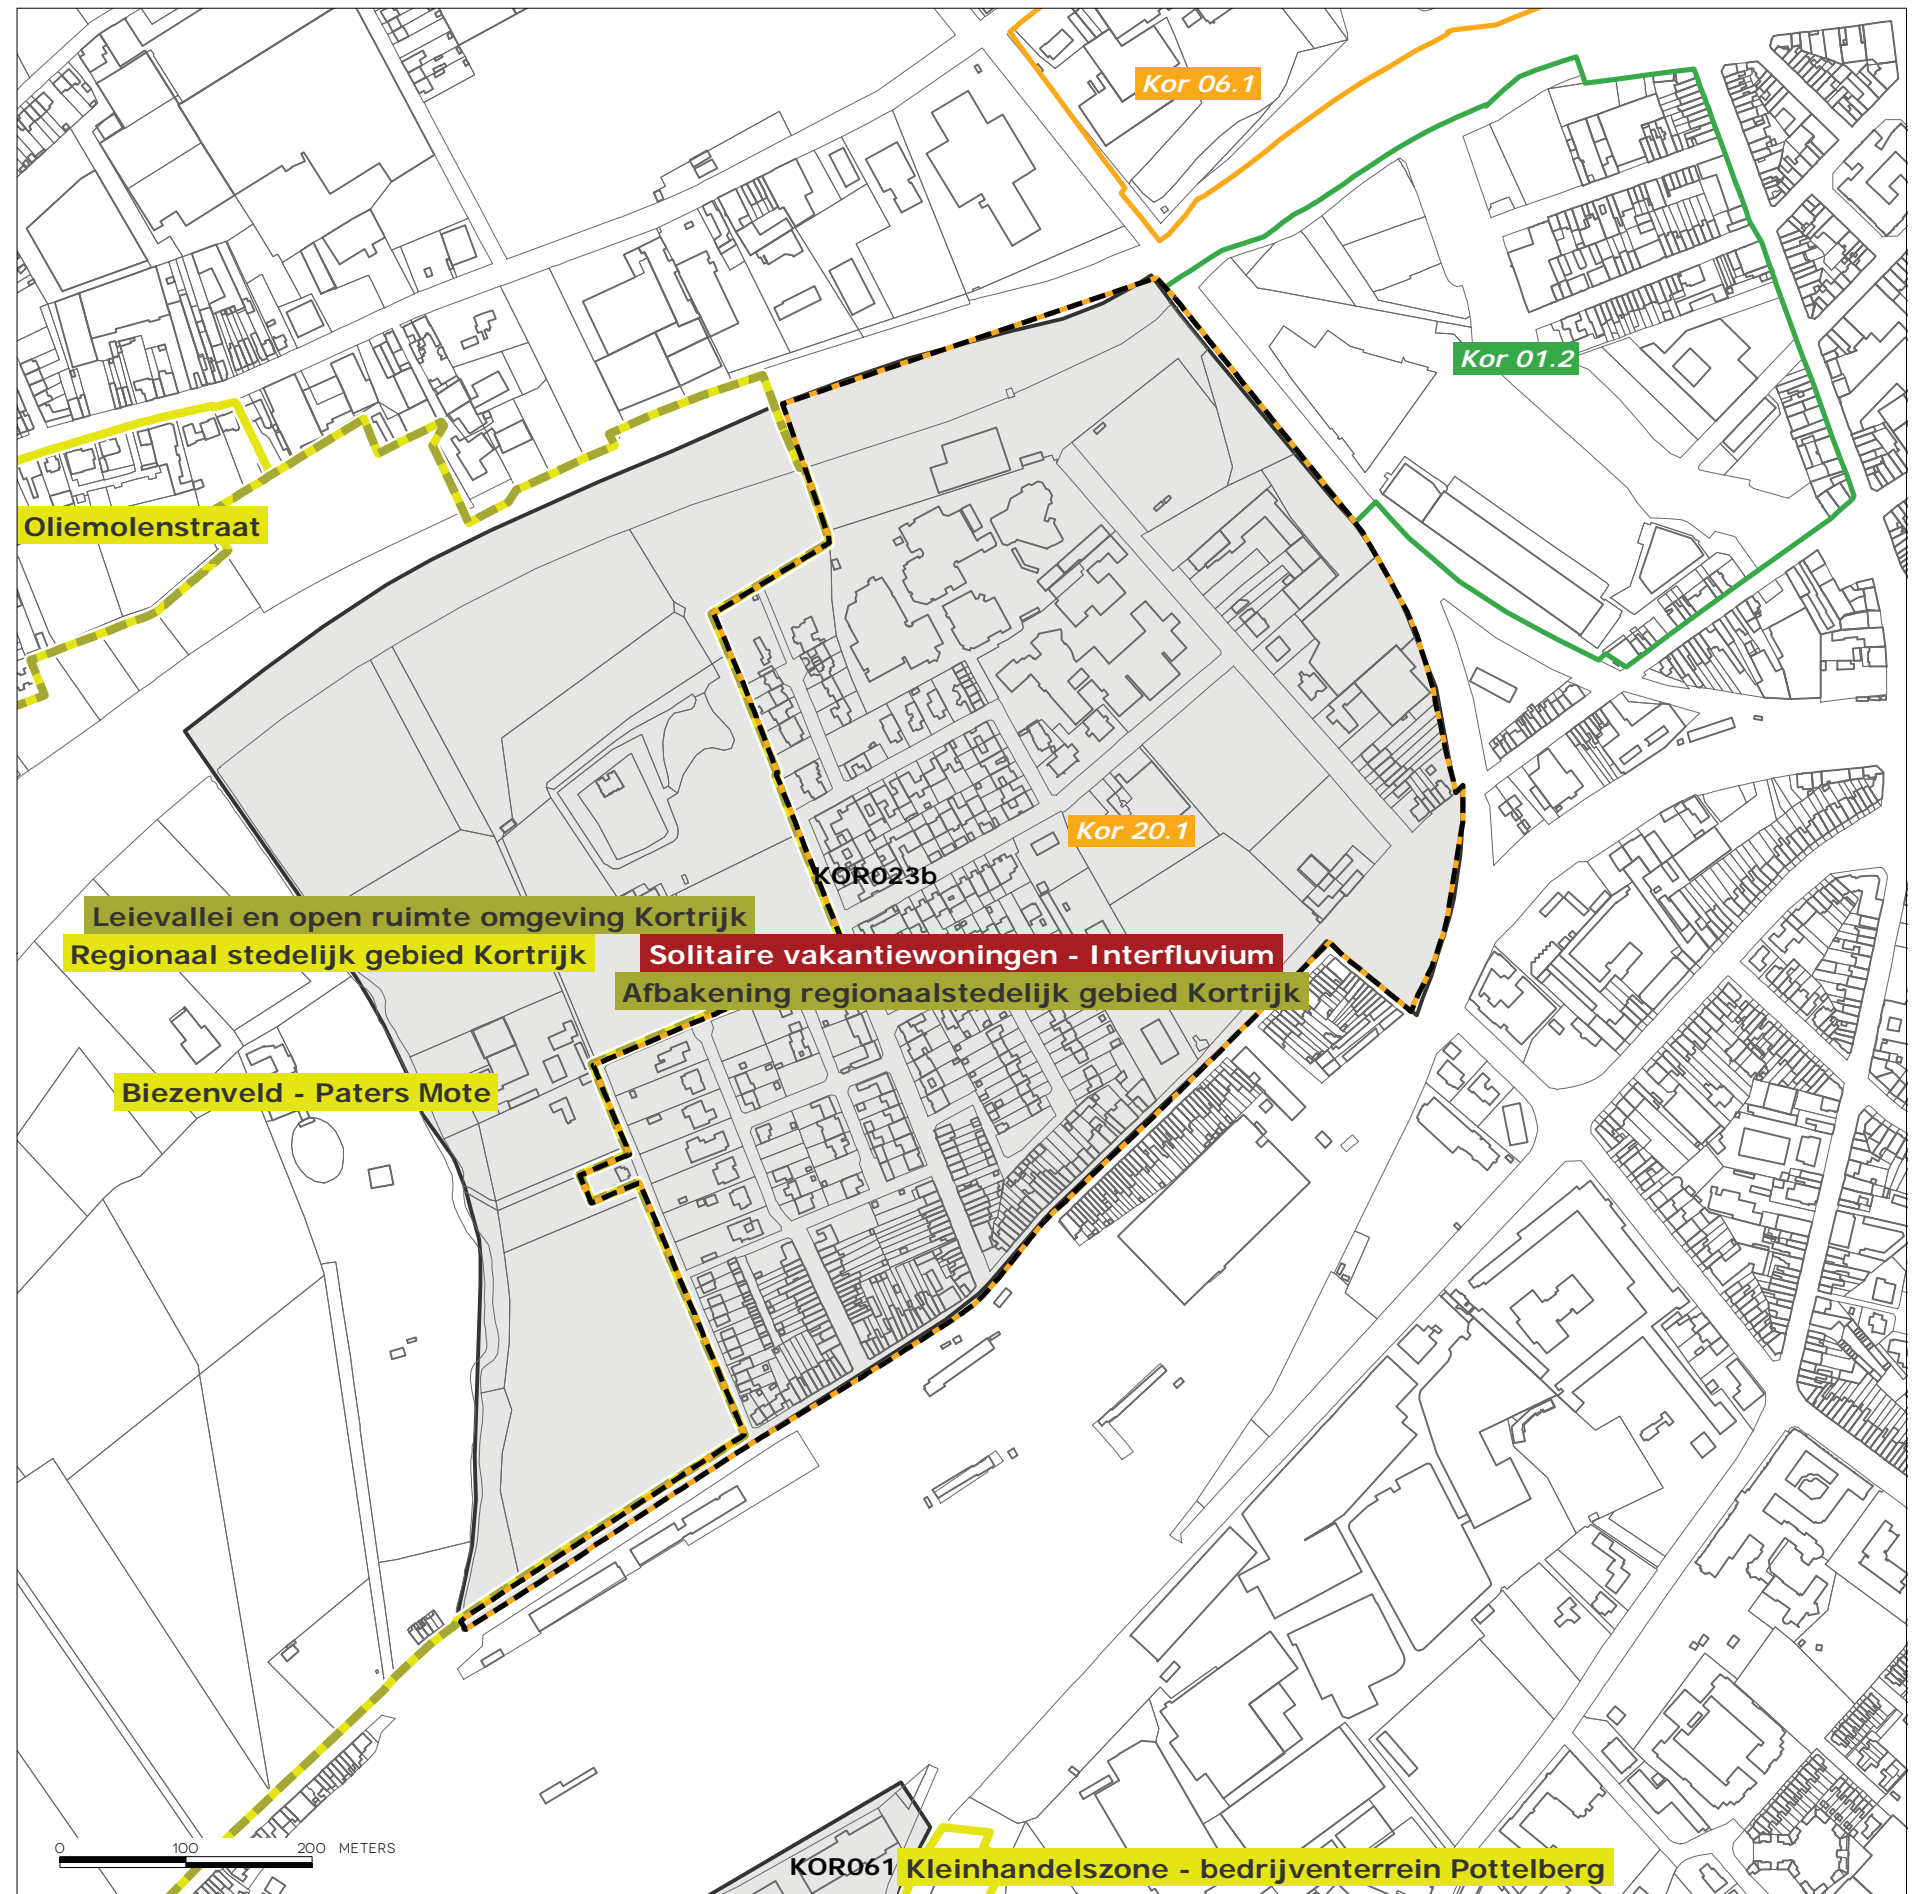 Kor 06.1
Kor 01.2
Oliemolenstraat
Kor 20.1
KOR023b
Leievallei en open ruimte omgeving Kortrijk
Regionaal stedelijk gebied Kortrijk
Solitaire vakantiewoningen - Interfluvium
Afbakening regionaalstedelijk gebied Kortrijk
Biezenveld - Paters Mote
0 100 200 METERS
KOR061
Kleinhandelszone - bedrijventerrein Pottelberg